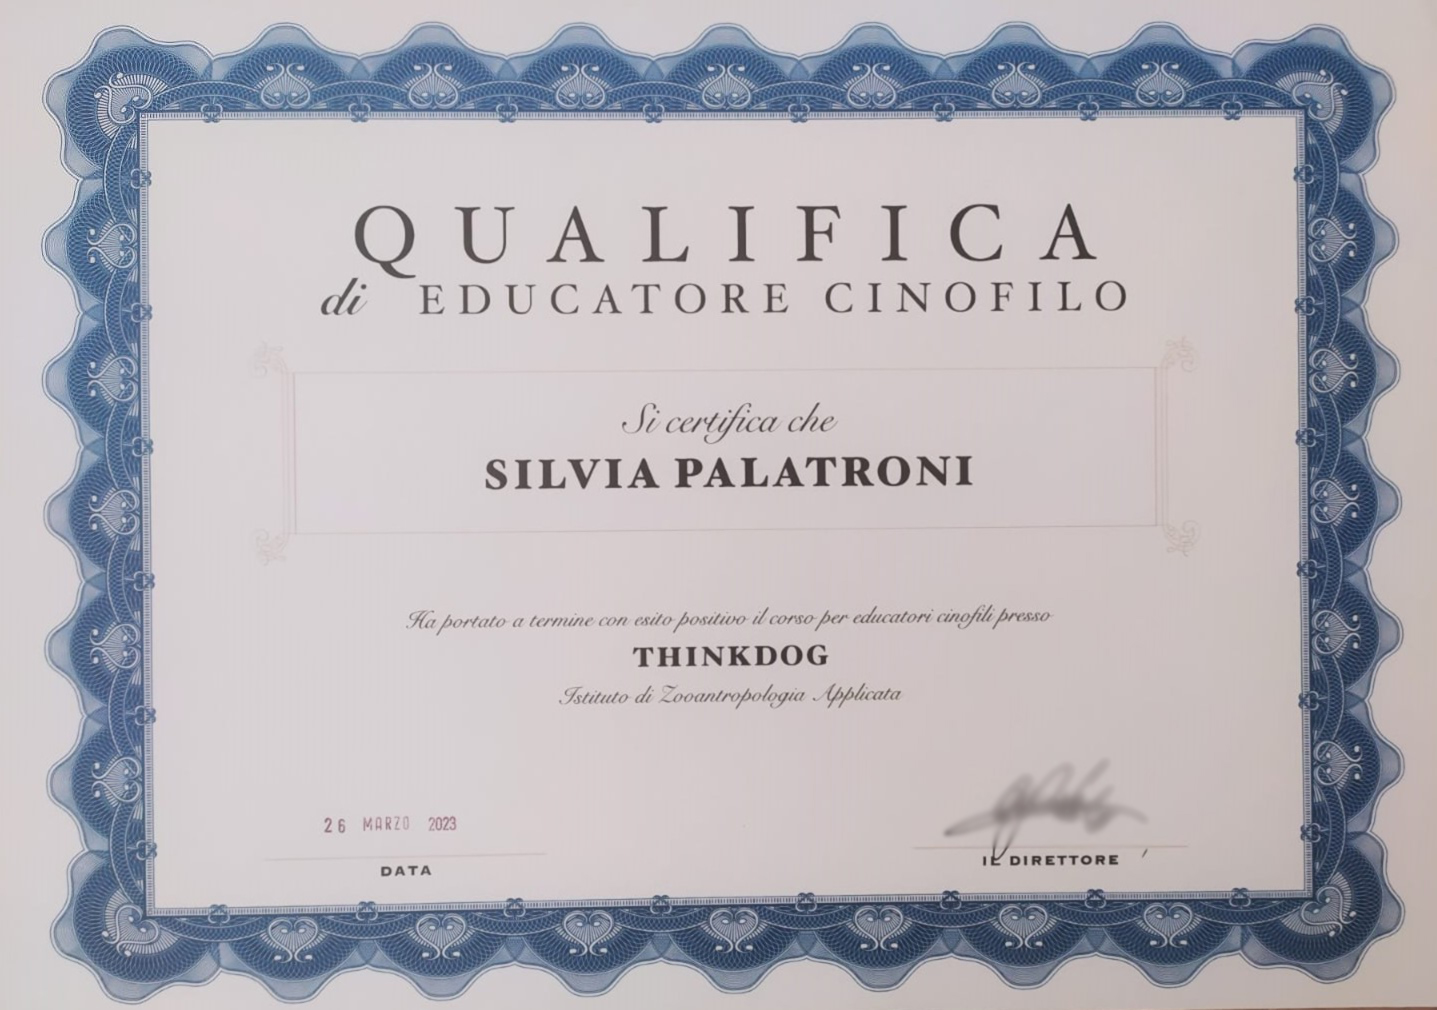 QUALIFICA
di EDUCATORE CINOFILO
Si certifica che
SILVIA PALATRONI
Ha portato a termine con esito positivo il corso per educatori cinofili presso
THINKDOG
Istituto di Zooantropologia Applicata
26 MARZO 2023
DATA
IL DIRETTORE